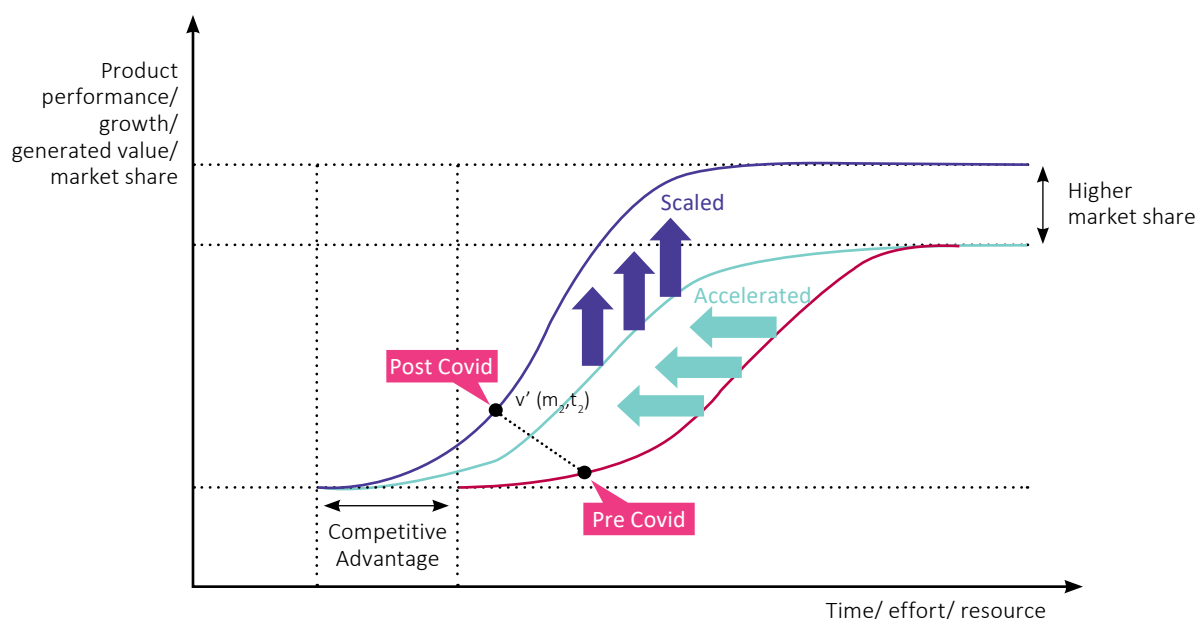 Product
performance/
growth/
generated value/
market share
Scaled
Higher
market share
Accelerated
Post Covid
v’ (m₂,t₂)
Pre Covid
Competitive
Advantage
Time/ effort/ resource